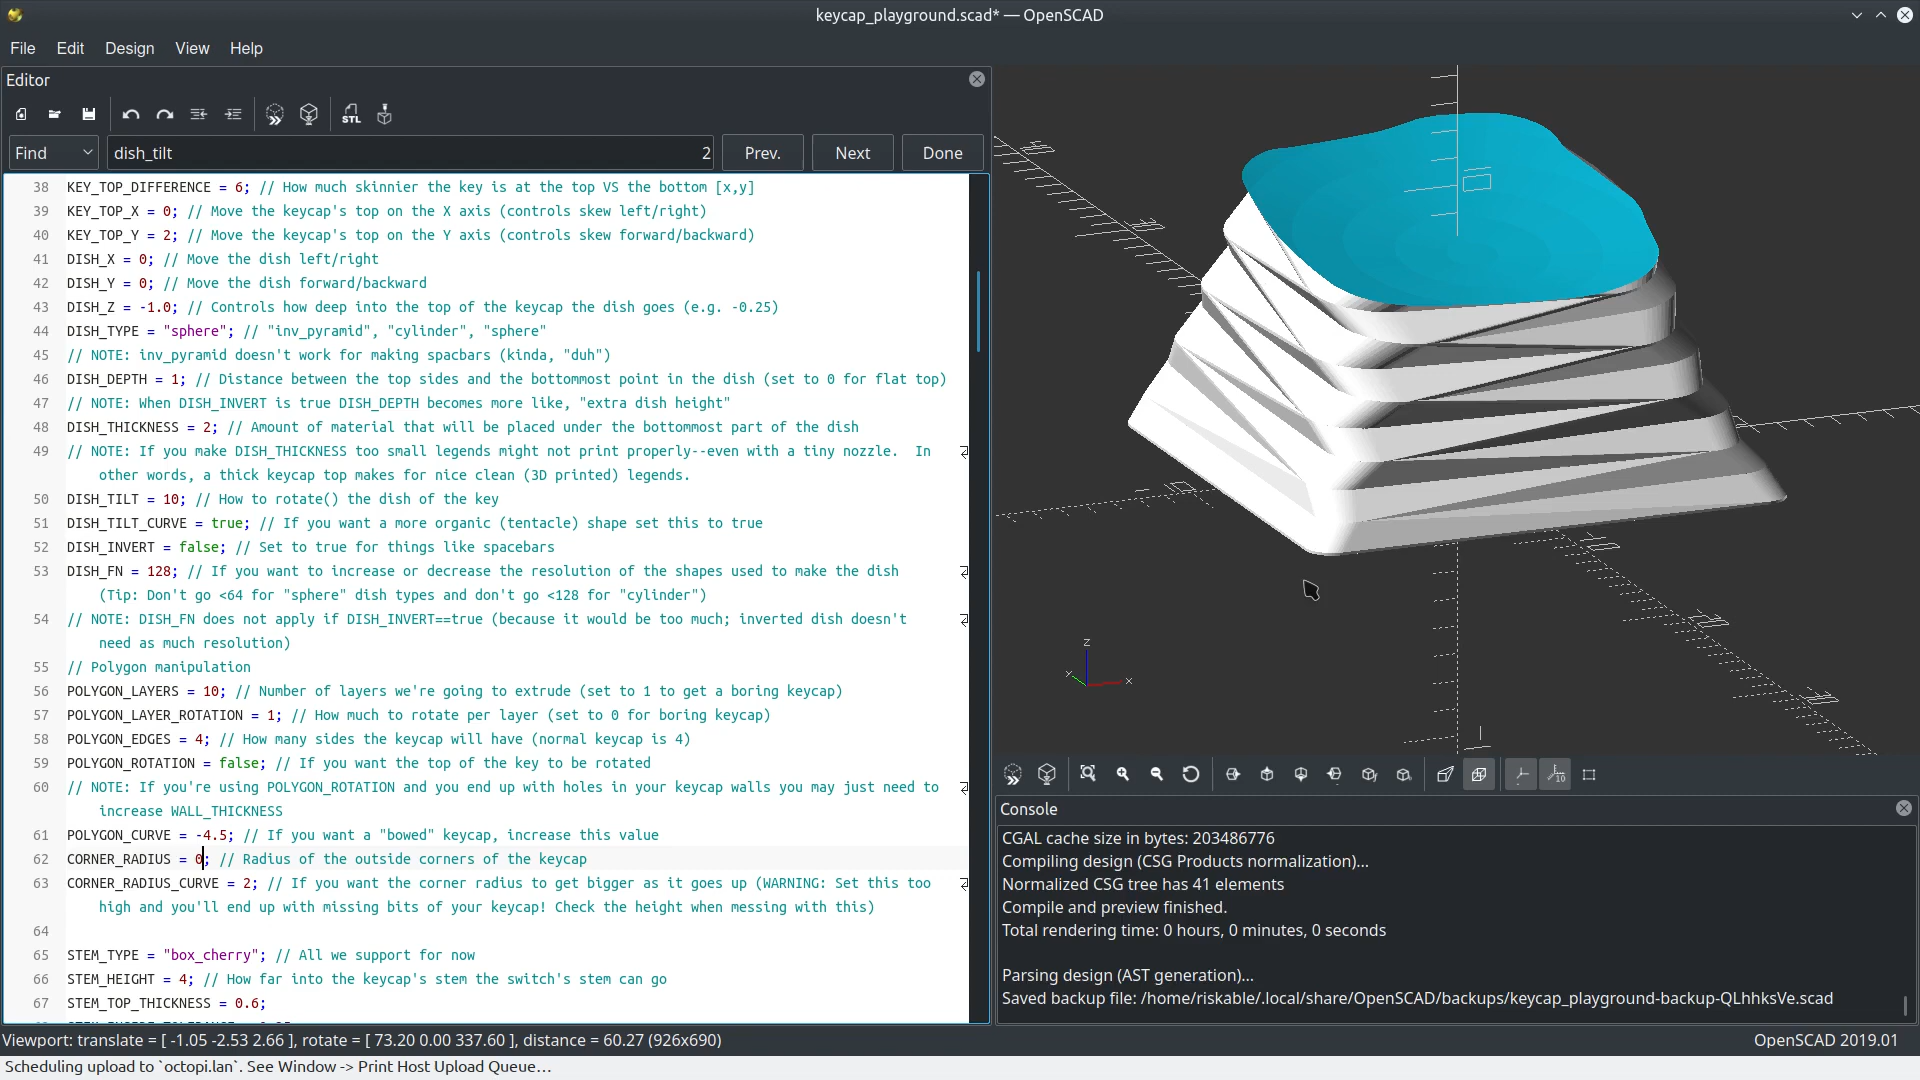 keycap_playground.scad* — OpenSCAD
File Edit Design View Help
Editor
STL
Find dish_tilt 2 Prev. Next Done
38 KEY_TOP_DIFFERENCE = 6; // How much skinnier the key is at the top VS the bottom [x,y]
39 KEY_TOP_X = 0; // Move the keycap's top on the X axis (controls skew left/right)
40 KEY_TOP_Y = 2; // Move the keycap's top on the Y axis (controls skew forward/backward)
41 DISH_X = 0; // Move the dish left/right
42 DISH_Y = 0; // Move the dish forward/backward
43 DISH_Z = -1.0; // Controls how deep into the top of the keycap the dish goes (e.g. -0.25)
44 DISH_TYPE = "sphere"; // "inv_pyramid", "cylinder", "sphere"
45 // NOTE: inv_pyramid doesn't work for making spacbars (kinda, "duh")
46 DISH_DEPTH = 1; // Distance between the top sides and the bottommost point in the dish (set to 0 for flat top)
47 // NOTE: When DISH_INVERT is true DISH_DEPTH becomes more like, "extra dish height"
48 DISH_THICKNESS = 2; // Amount of material that will be placed under the bottommost part of the dish
49 // NOTE: If you make DISH_THICKNESS too small legends might not print properly--even with a tiny nozzle.  In
other words, a thick keycap top makes for nice clean (3D printed) legends.
50 DISH_TILT = 10; // How to rotate() the dish of the key
51 DISH_TILT_CURVE = true; // If you want a more organic (tentacle) shape set this to true
52 DISH_INVERT = false; // Set to true for things like spacebars
53 DISH_FN = 128; // If you want to increase or decrease the resolution of the shapes used to make the dish
(Tip: Don't go <64 for "sphere" dish types and don't go <128 for "cylinder")
54 // NOTE: DISH_FN does not apply if DISH_INVERT==true (because it would be too much; inverted dish doesn't
need as much resolution)
55 // Polygon manipulation
56 POLYGON_LAYERS = 10; // Number of layers we're going to extrude (set to 1 to get a boring keycap)
57 POLYGON_LAYER_ROTATION = 1; // How much to rotate per layer (set to 0 for boring keycap)
58 POLYGON_EDGES = 4; // How many sides the keycap will have (normal keycap is 4)
59 POLYGON_ROTATION = false; // If you want the top of the key to be rotated
60 // NOTE: If you're using POLYGON_ROTATION and you end up with holes in your keycap walls you may just need to
increase WALL_THICKNESS
61 POLYGON_CURVE = -4.5; // If you want a "bowed" keycap, increase this value
62 CORNER_RADIUS = 0; // Radius of the outside corners of the keycap
63 CORNER_RADIUS_CURVE = 2; // If you want the corner radius to get bigger as it goes up (WARNING: Set this too
high and you'll end up with missing bits of your keycap! Check the height when messing with this)
64
65 STEM_TYPE = "box_cherry"; // All we support for now
66 STEM_HEIGHT = 4; // How far into the keycap's stem the switch's stem can go
67 STEM_TOP_THICKNESS = 0.6;
Z
X
10
Console
CGAL cache size in bytes: 203486776
Compiling design (CSG Products normalization)...
Normalized CSG tree has 41 elements
Compile and preview finished.
Total rendering time: 0 hours, 0 minutes, 0 seconds
Parsing design (AST generation)...
Saved backup file: /home/riskable/.local/share/OpenSCAD/backups/keycap_playground-backup-QLhhksVe.scad
Viewport: translate = [ -1.05 -2.53 2.66 ], rotate = [ 73.20 0.00 337.60 ], distance = 60.27 (926x690)
OpenSCAD 2019.01
Scheduling upload to `octopi.lan`. See Window -> Print Host Upload Queue…